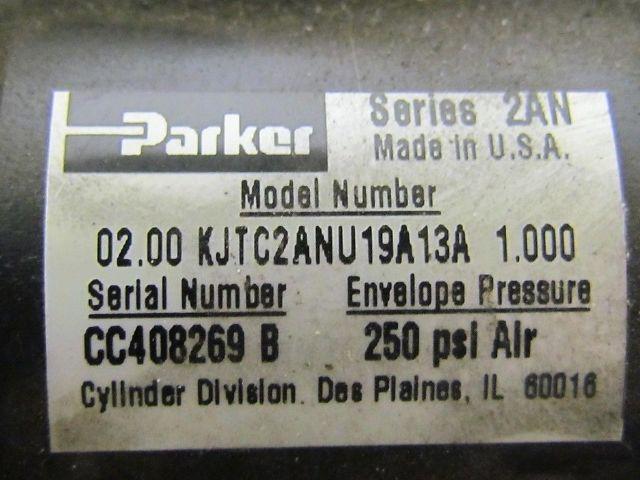 Parker
Series 2AN
Made in U.S.A.
Model Number
02.00 KJTC2ANU19A13A 1.000
Serial Number Envelope Pressure
CC408269 B 250 psi Air
Cylinder Division Des Plaines, IL 60016